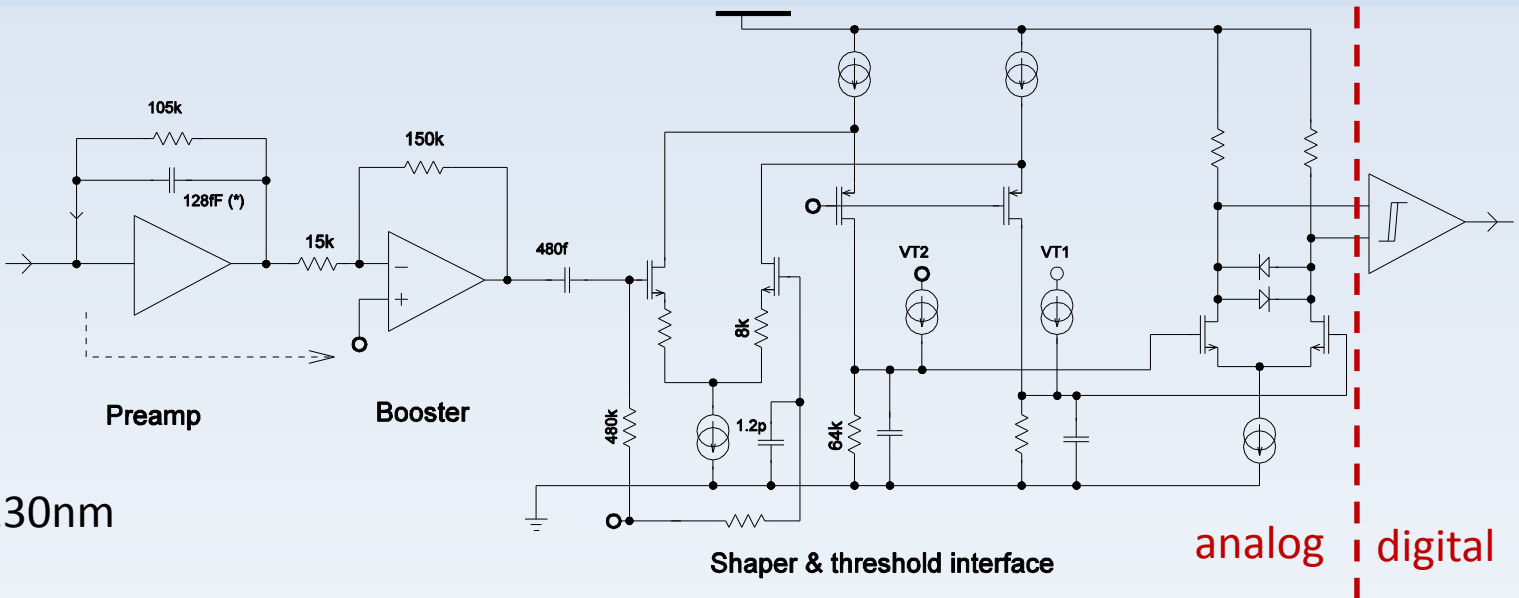 105k
128fF (*)
150k
15k
−
+
480f
8k
480k
1.2p
64k
VT2
VT1
Preamp
Booster
30nm
Shaper & threshold interface
analog
digital